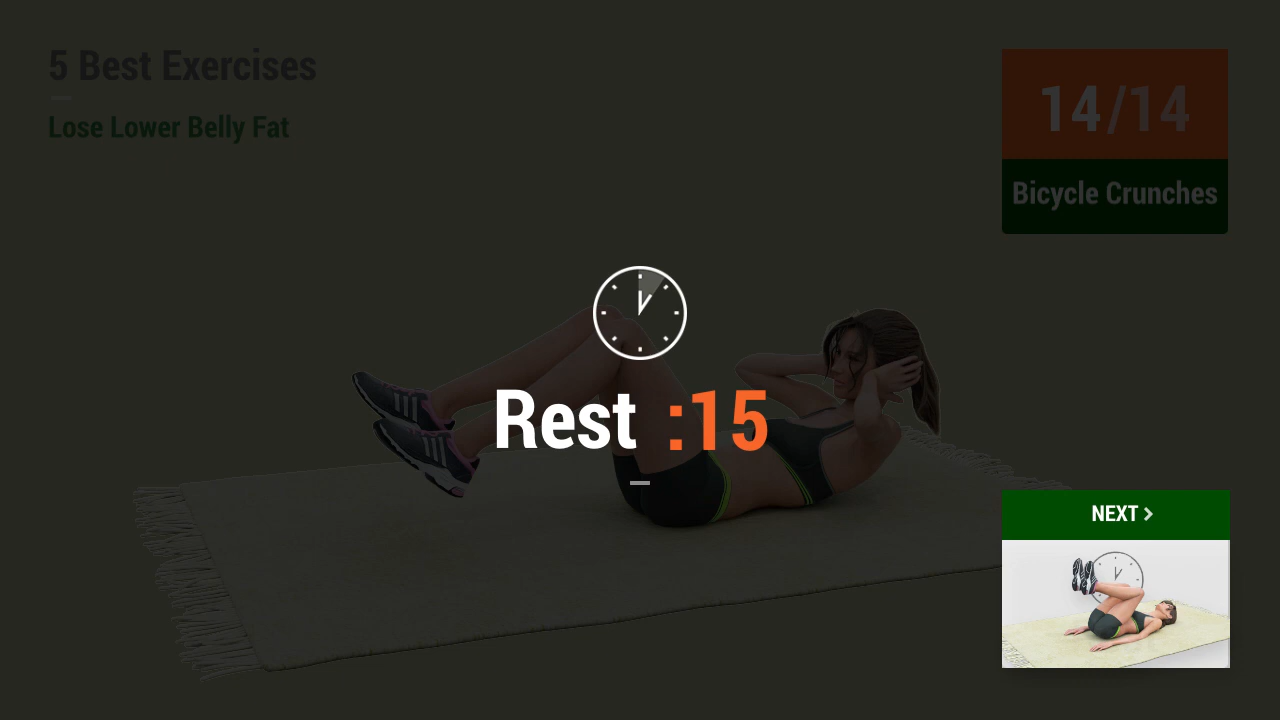 5 Best Exercises
Lose Lower Belly Fat
14/14
Bicycle Crunches
Rest :15
NEXT >